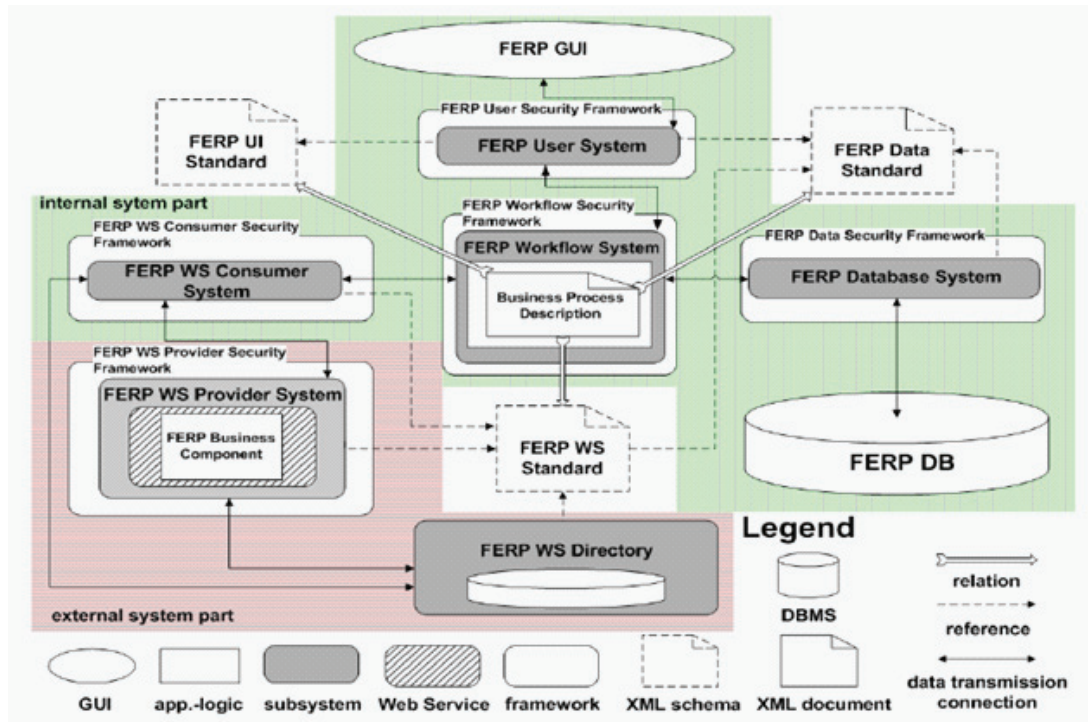 FERP GUI
FERP User Security Framework
FERP User System
FERP UI
Standard
FERP Data
Standard
internal sytem part
FERP WS Consumer Security
Framework
FERP WS Consumer
System
FERP Workflow Security
Framework
FERP Workflow System
Business Process
Description
FERP Data Security Framework
FERP Database System
FERP WS Provider Security
Framework
FERP WS Provider System
FERP Business
Component
FERP WS
Standard
FERP DB
FERP WS Directory
external system part
Legend
DBMS
relation
reference
data transmission
connection
GUI
app.-logic
subsystem
Web Service
framework
XML schema
XML document